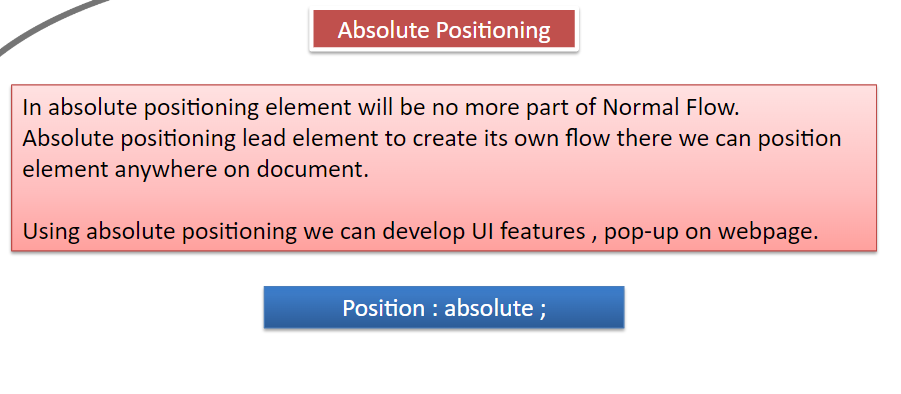 Absolute Positioning
In absolute positioning element will be no more part of Normal Flow.
Absolute positioning lead element to create its own flow there we can position
element anywhere on document.
Using absolute positioning we can develop UI features , pop-up on webpage.
Position : absolute ;